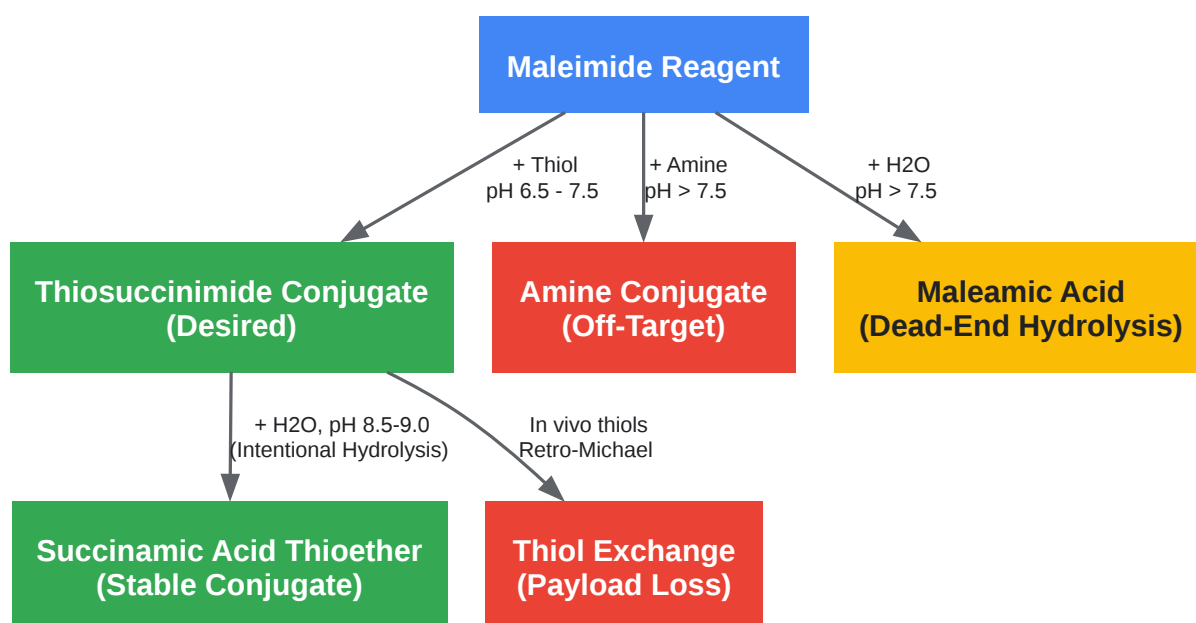 Maleimide Reagent
+ Thiol
pH 6.5 - 7.5
+ Amine
pH > 7.5
+ H2O
pH > 7.5
Thiosuccinimide Conjugate
(Desired)
Amine Conjugate
(Off-Target)
Maleamic Acid
(Dead-End Hydrolysis)
+ H2O, pH 8.5-9.0
(Intentional Hydrolysis)
In vivo thiols
Retro-Michael
Succinamic Acid Thioether
(Stable Conjugate)
Thiol Exchange
(Payload Loss)